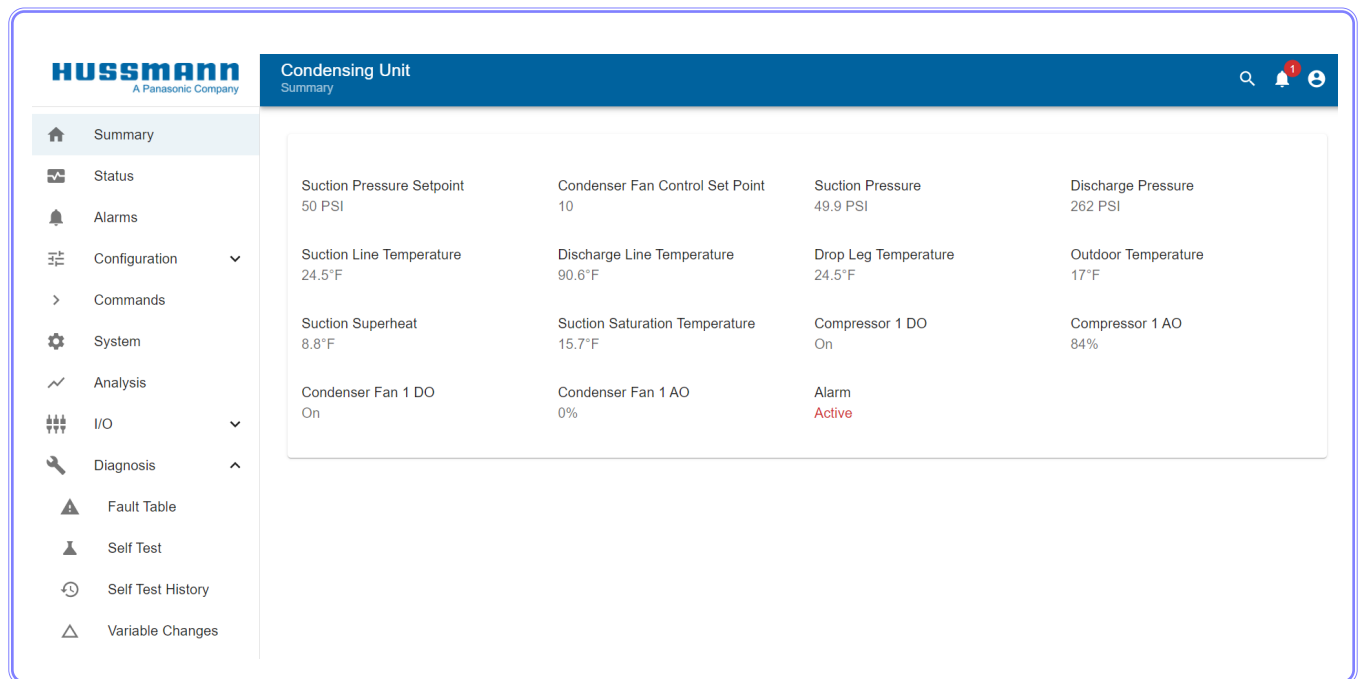 HUSSMANN
A Panasonic Company
Condensing Unit
Summary
1
Summary
Status
Alarms
Configuration
Commands
System
Analysis
I/O
Diagnosis
Fault Table
Self Test
Self Test History
Variable Changes
Suction Pressure Setpoint
50 PSI
Condenser Fan Control Set Point
10
Suction Pressure
49.9 PSI
Discharge Pressure
262 PSI
Suction Line Temperature
24.5°F
Discharge Line Temperature
90.6°F
Drop Leg Temperature
24.5°F
Outdoor Temperature
17°F
Suction Superheat
8.8°F
Suction Saturation Temperature
15.7°F
Compressor 1 DO
On
Compressor 1 AO
84%
Condenser Fan 1 DO
On
Condenser Fan 1 AO
0%
Alarm
Active